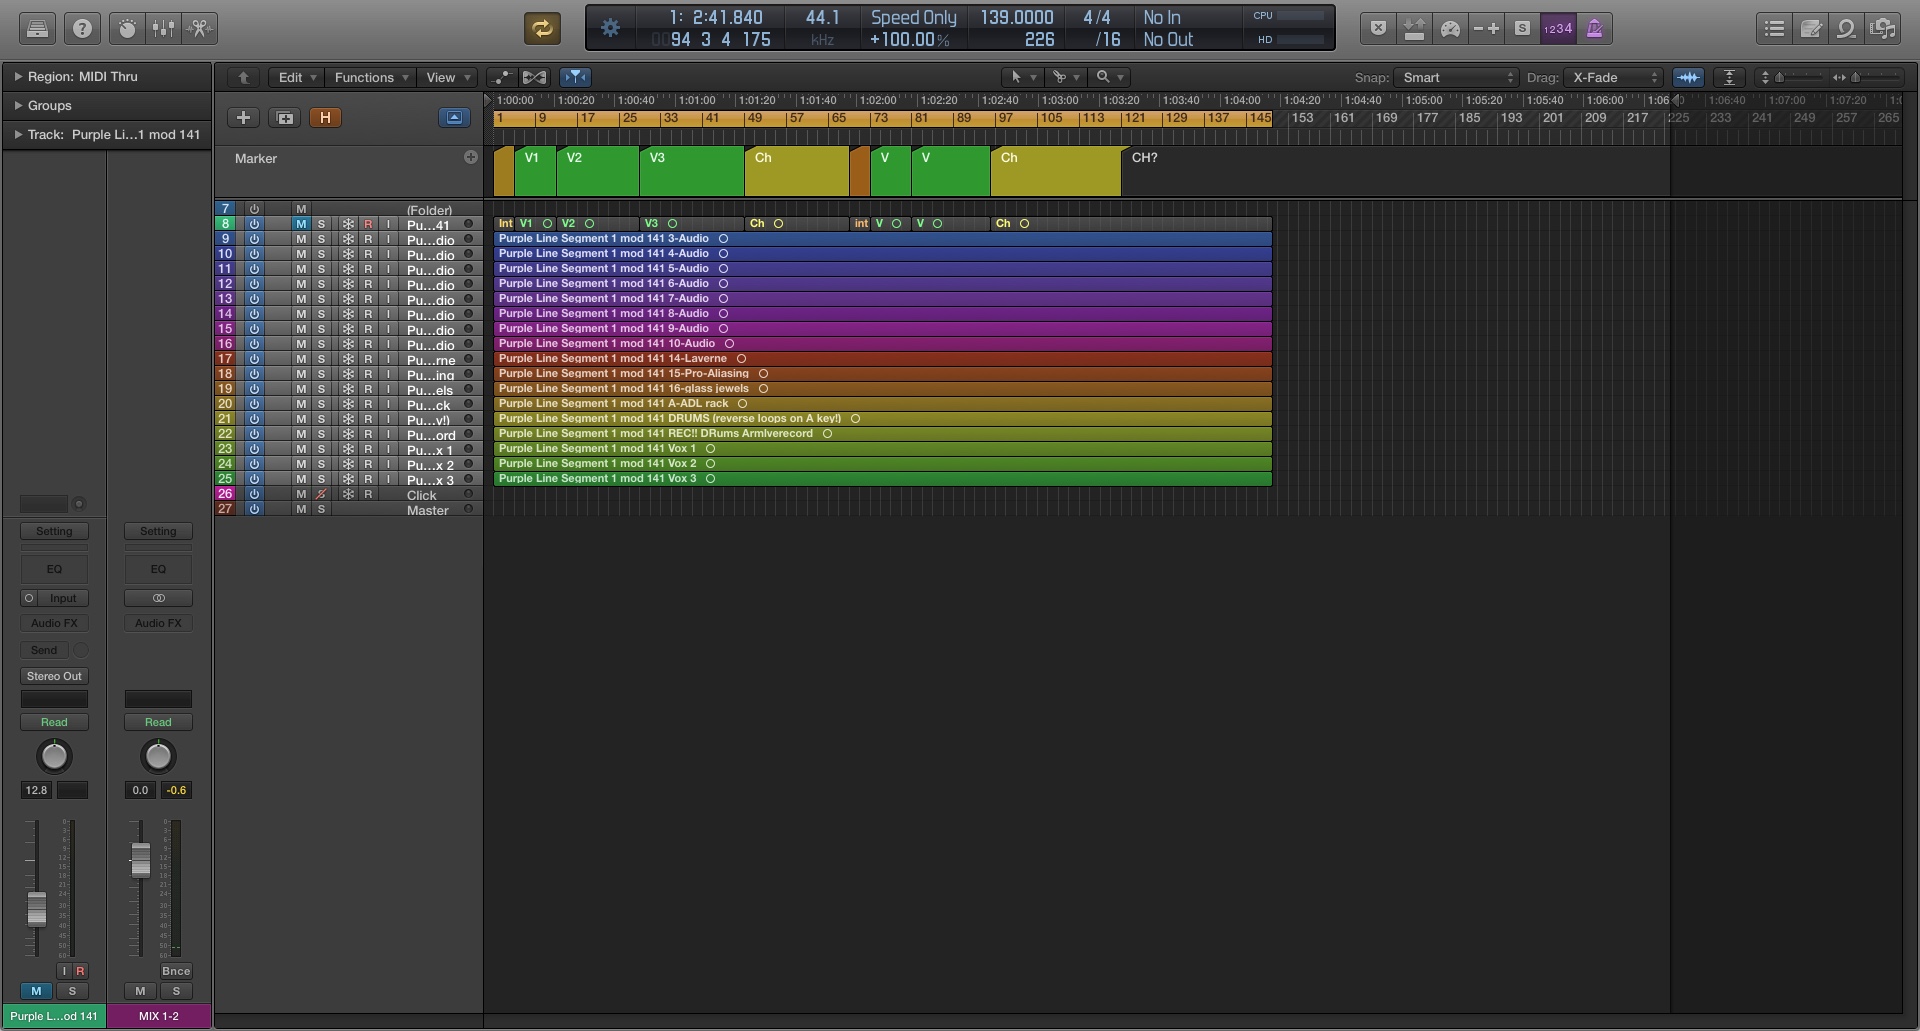 1: 2:41.840 44.1 Speed Only 139.0000 4/4 No In CPU
0094 3 4 175 kHz +100.00% 226 /16 No Out HD
S 1234
Region: MIDI Thru
Groups
Track: Purple Li...1 mod 141
Edit Functions View Snap: Smart Drag: X-Fade
H
1:00:00 1:00:20 1:00:40 1:01:00 1:01:20 1:01:40 1:02:00 1:02:20 1:02:40 1:03:00 1:03:20 1:03:40 1:04:00 1:04:20 1:04:40 1:05:00 1:05:20 1:05:40 1:06:00 1:06:40 1:07:00 1:07:20
1 9 17 25 33 41 49 57 65 73 81 89 97 105 113 121 129 137 145 153 161 169 177 185 193 201 209 217 225 233 241 249 257 265
Marker V1 V2 V3 Ch V V Ch CH?
7 M (Folder)
8 M S R I Pu...41 Int V1 V2 V3 Ch int V V Ch
9 M S R I Pu...dio Purple Line Segment 1 mod 141 3-Audio
10 M S R I Pu...dio Purple Line Segment 1 mod 141 4-Audio
11 M S R I Pu...dio Purple Line Segment 1 mod 141 5-Audio
12 M S R I Pu...dio Purple Line Segment 1 mod 141 6-Audio
13 M S R I Pu...dio Purple Line Segment 1 mod 141 7-Audio
14 M S R I Pu...dio Purple Line Segment 1 mod 141 8-Audio
15 M S R I Pu...dio Purple Line Segment 1 mod 141 9-Audio
16 M S R I Pu...dio Purple Line Segment 1 mod 141 10-Audio
17 M S R I Pu...rne Purple Line Segment 1 mod 141 14-Laverne
18 M S R I Pu...ing Purple Line Segment 1 mod 141 15-Pro-Aliasing
19 M S R I Pu...els Purple Line Segment 1 mod 141 16-glass jewels
20 M S R I Pu...ck Purple Line Segment 1 mod 141 A-ADL rack
21 M S R I Pu...y!) Purple Line Segment 1 mod 141 DRUMS (reverse loops on A key!)
22 M S R I Pu...ord Purple Line Segment 1 mod 141 REC!! DRums Armlverecord
23 M S R I Pu...x 1 Purple Line Segment 1 mod 141 Vox 1
24 M S R I Pu...x 2 Purple Line Segment 1 mod 141 Vox 2
25 M S R I Pu...x 3 Purple Line Segment 1 mod 141 Vox 3
26 M S R Click
27 M S Master
Setting Setting
EQ EQ
Input
Audio FX Audio FX
Send
Stereo Out
Read Read
12.8 0.0 -0.6
I R Bnce
M S M S
Purple L...od 141 MIX 1-2